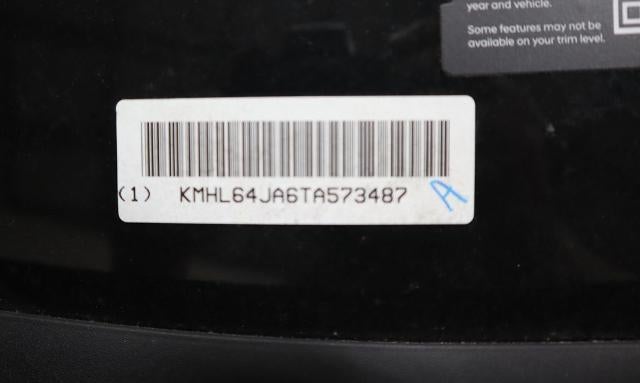 year and vehicle.
Some features may not be
available on your trim level.
(1) KMHL64JA6TA573487 A